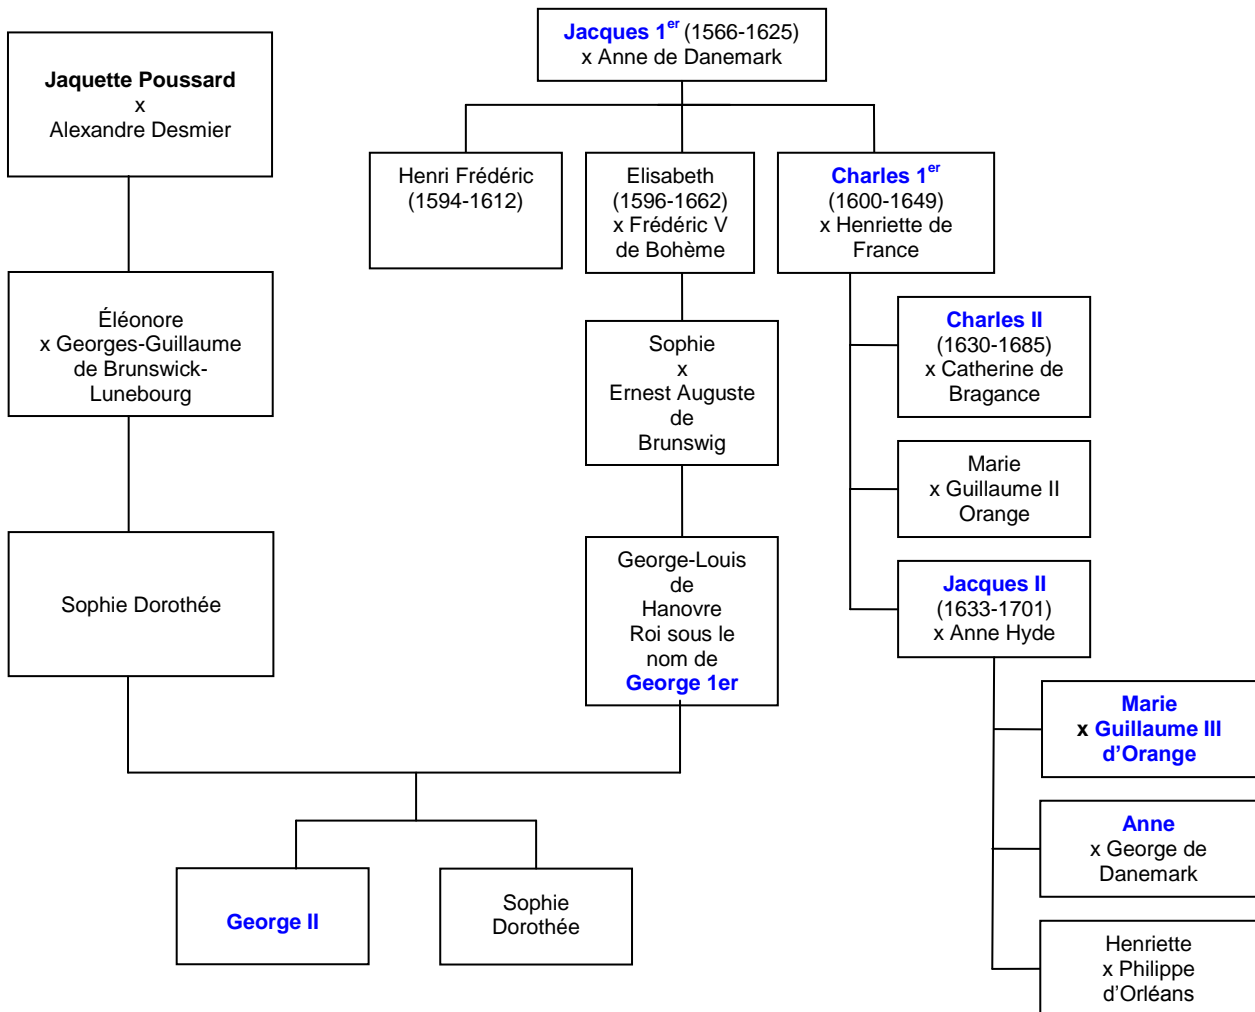 Jacques 1er (1566-1625)
x Anne de Danemark
Jaquette Poussard
x
Alexandre Desmier
Henri Frédéric
(1594-1612)
Elisabeth
(1596-1662)
x Frédéric V
de Bohème
Charles 1er
(1600-1649)
x Henriette de
France
Éléonore
x Georges-Guillaume
de Brunswick-
Lunebourg
Sophie
x
Ernest Auguste
de
Brunswig
Charles II
(1630-1685)
x Catherine de
Bragance
Marie
x Guillaume II
Orange
Sophie Dorothée
George-Louis
de
Hanovre
Roi sous le
nom de
George 1er
Jacques II
(1633-1701)
x Anne Hyde
Marie
x Guillaume III
d'Orange
Anne
x George de
Danemark
George II
Sophie
Dorothée
Henriette
x Philippe
d'Orléans